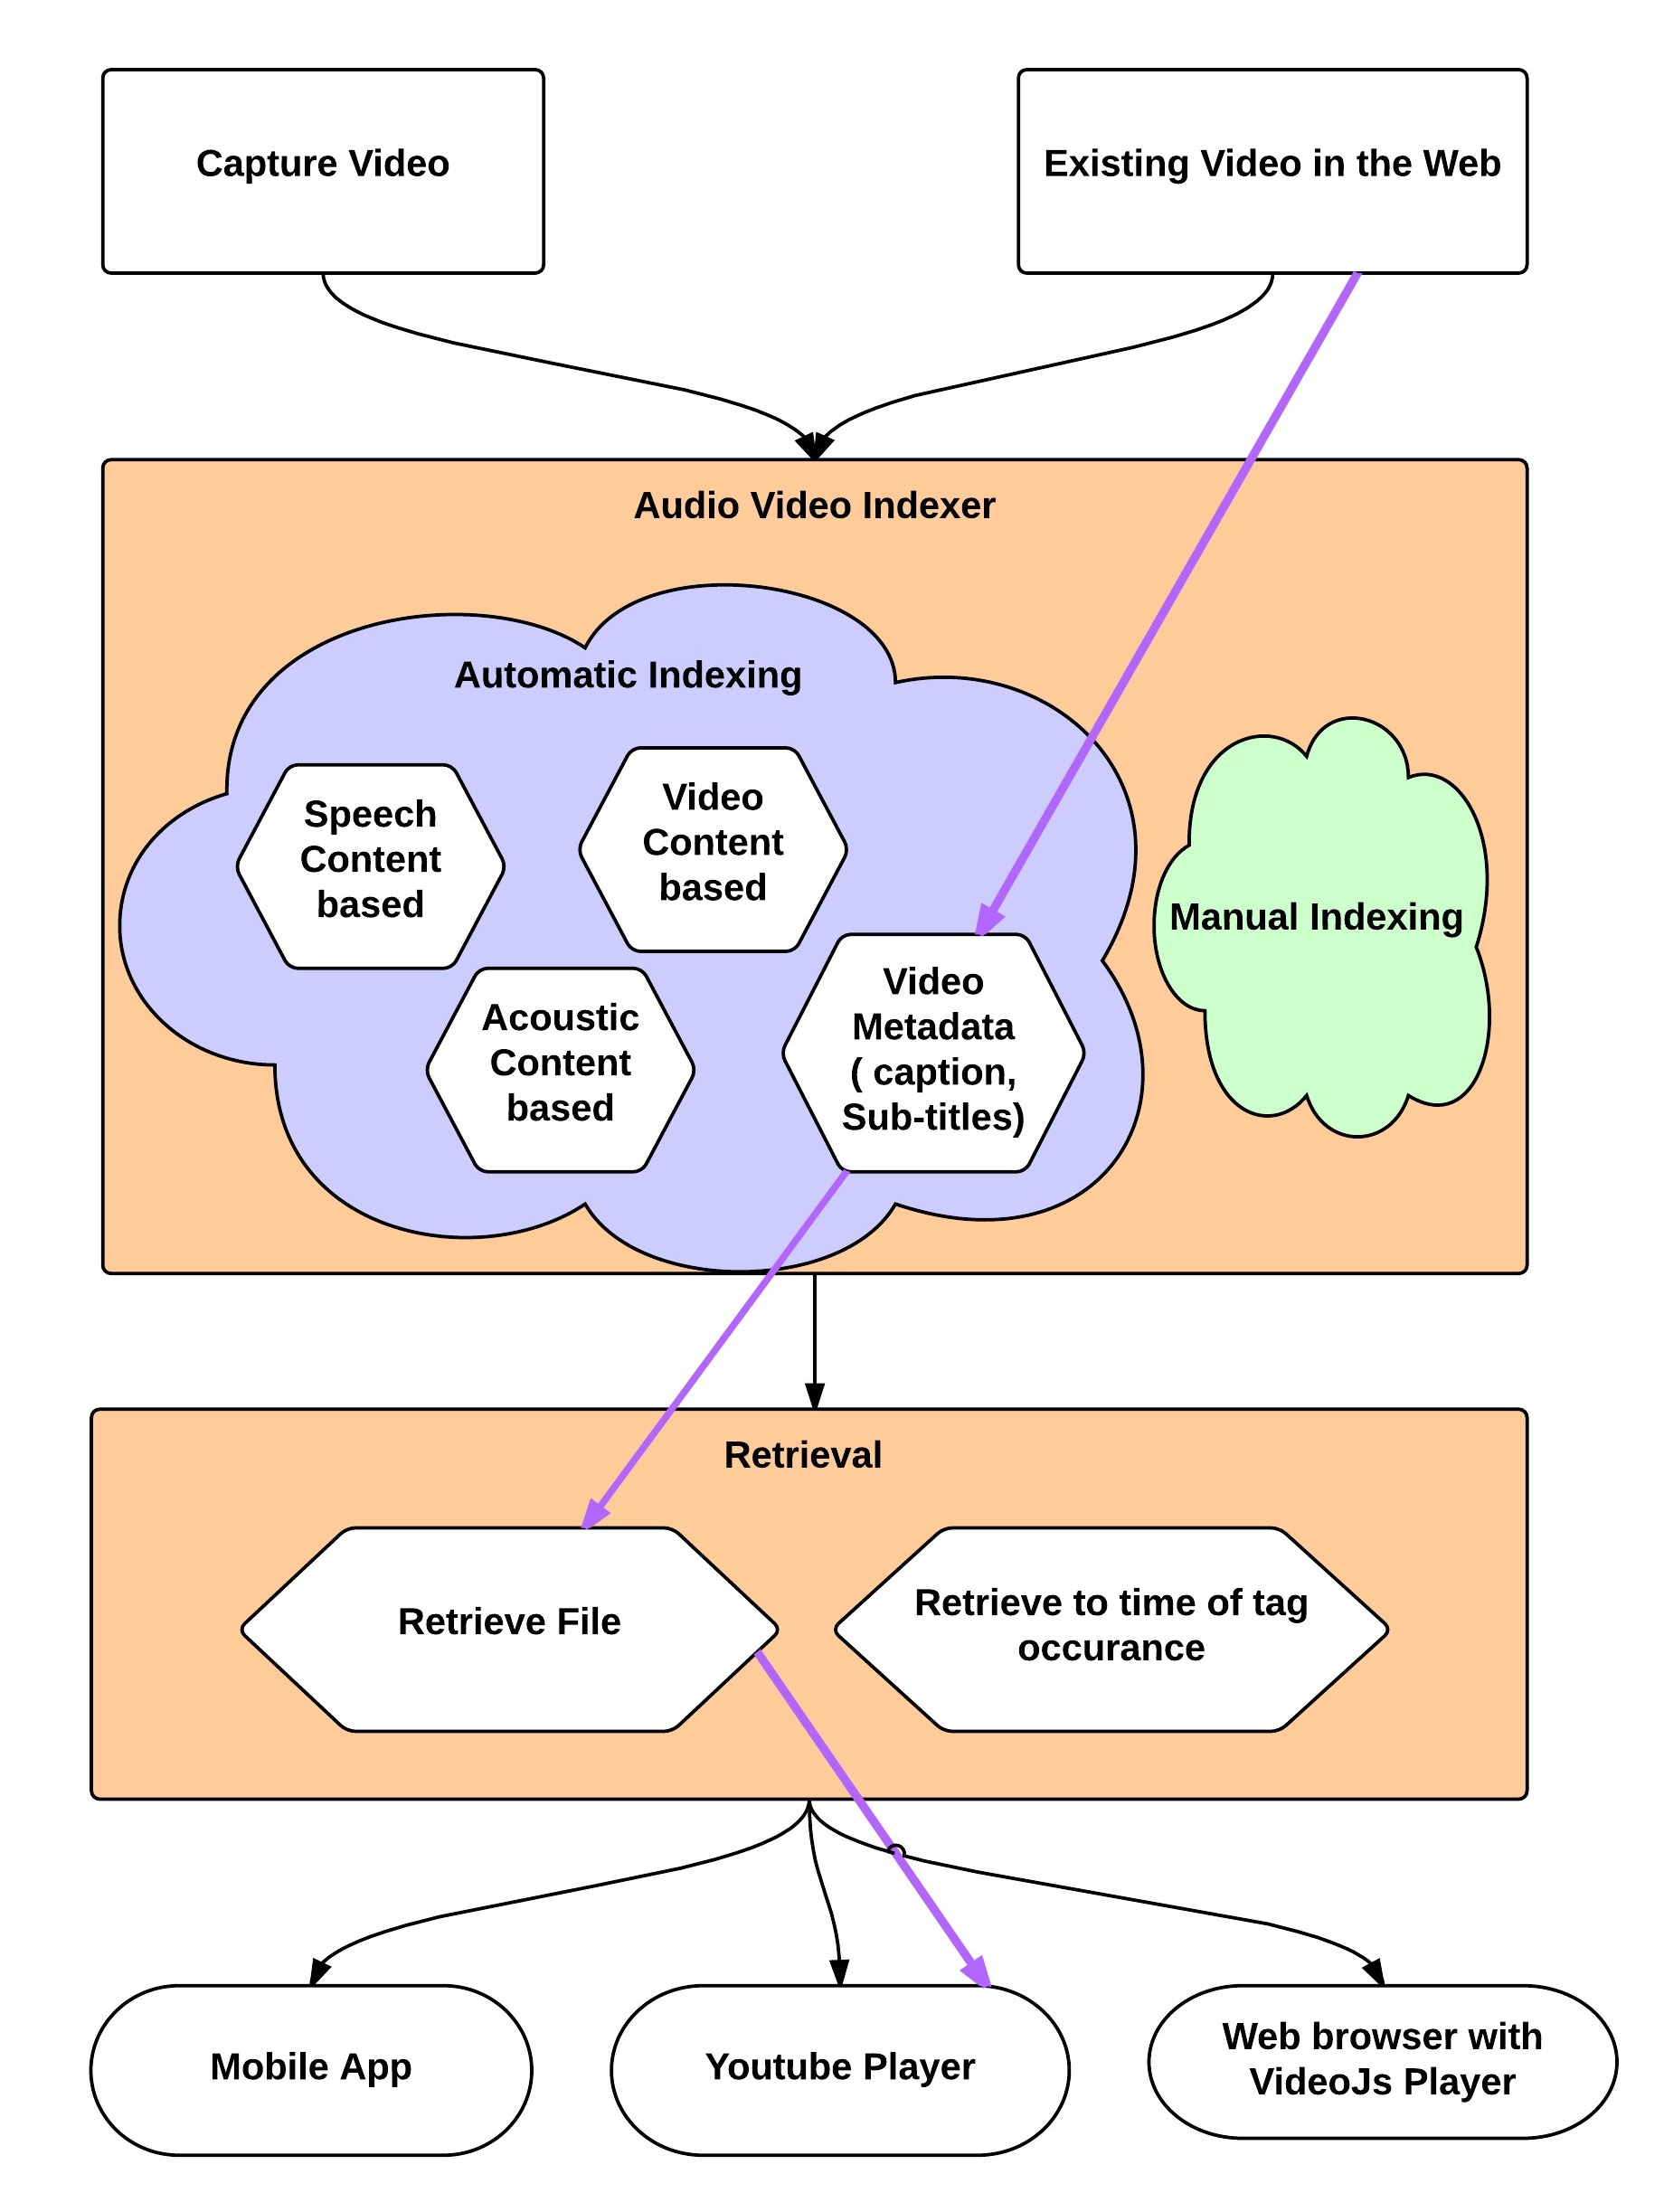 Capture Video
Existing Video in the Web
Audio Video Indexer
Automatic Indexing
Speech
Content
based
Video
Content
based
Acoustic
Content
based
Video
Metadata
( caption,
Sub-titles)
Manual Indexing
Retrieval
Retrieve File
Retrieve to time of tag
occurance
Mobile App
Youtube Player
Web browser with
VideoJs Player